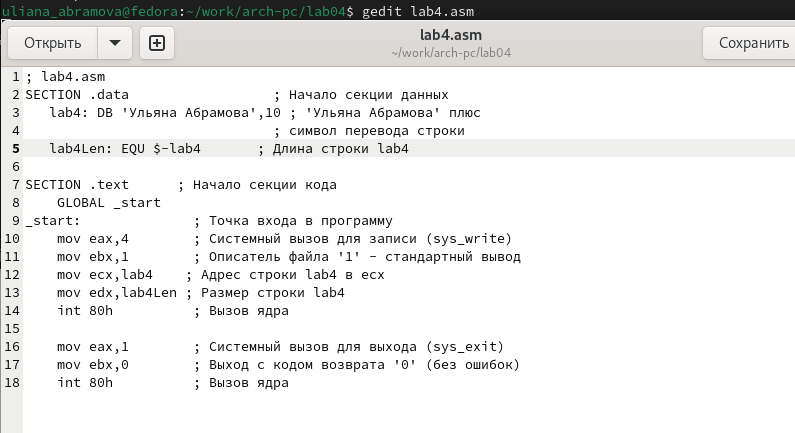 uliana_abramova@fedora:~/work/arch-pc/lab04$ gedit lab4.asm
Открыть
lab4.asm
~/work/arch-pc/lab04
Сохранить
1 ; lab4.asm
2 SECTION .data ; Начало секции данных
3 lab4: DB 'Ульяна Абрамова',10 ; 'Ульяна Абрамова' плюс
4 ; символ перевода строки
5 lab4Len: EQU $-lab4 ; Длина строки lab4
6
7 SECTION .text ; Начало секции кода
8 GLOBAL _start
9 _start: ; Точка входа в программу
10 mov eax,4 ; Системный вызов для записи (sys_write)
11 mov ebx,1 ; Описатель файла '1' - стандартный вывод
12 mov ecx,lab4 ; Адрес строки lab4 в ecx
13 mov edx,lab4Len ; Размер строки lab4
14 int 80h ; Вызов ядра
15
16 mov eax,1 ; Системный вызов для выхода (sys_exit)
17 mov ebx,0 ; Выход с кодом возврата '0' (без ошибок)
18 int 80h ; Вызов ядра